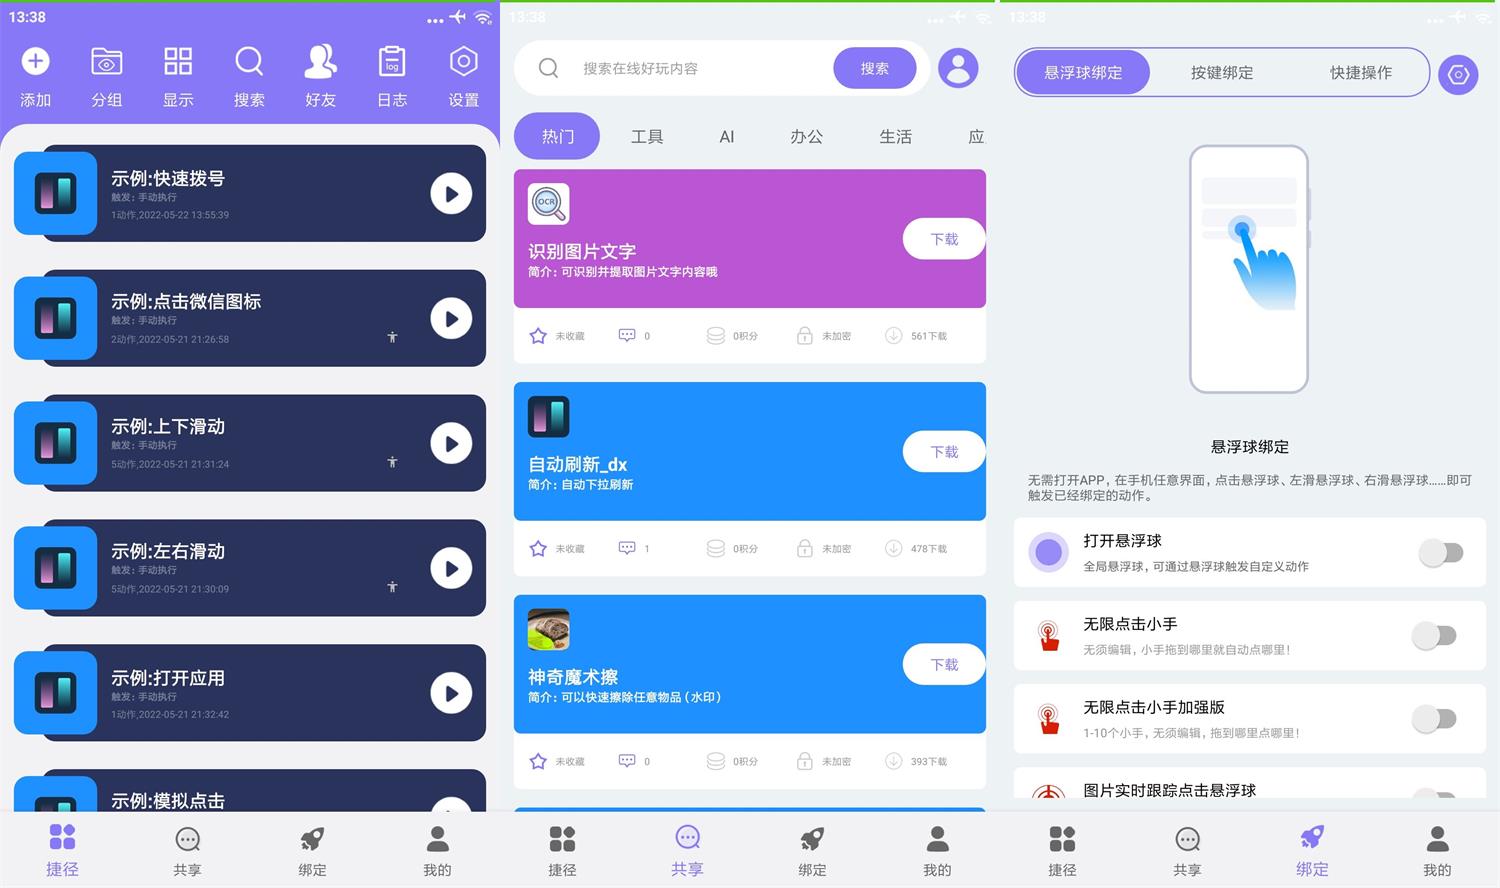 13:38
添加
分组
显示
搜索
好友
log
日志
设置
示例:快速拨号
触发: 手动执行
1动作,2022-05-22 13:55:39
示例:点击微信图标
触发: 手动执行
2动作,2022-05-21 21:26:58
示例:上下滑动
触发: 手动执行
5动作,2022-05-21 21:31:24
示例:左右滑动
触发: 手动执行
5动作,2022-05-21 21:30:09
示例:打开应用
触发: 手动执行
1动作,2022-05-21 21:32:42
示例:模拟点击
捷径
共享
绑定
我的
13:38
搜索在线好玩内容
搜索
热门
工具
AI
办公
生活
应
OCR
识别图片文字
简介: 可识别并提取图片文字内容哦
下载
未收藏
0
0积分
未加密
561下载
自动刷新_dx
简介: 自动下拉刷新
下载
未收藏
1
0积分
未加密
478下载
神奇魔术擦
简介: 可以快速擦除任意物品（水印）
下载
未收藏
0
0积分
未加密
393下载
捷径
共享
绑定
我的
13:38
悬浮球绑定
按键绑定
快捷操作
悬浮球绑定
无需打开APP，在手机任意界面，点击悬浮球、左滑悬浮球、右滑悬浮球......即可
触发已经绑定的动作。
打开悬浮球
全局悬浮球，可通过悬浮球触发自定义动作
无限点击小手
无须编辑，小手拖到哪里就自动点哪里！
无限点击小手加强版
1-10个小手，无须编辑，拖到哪里点哪里！
图片实时跟踪点击悬浮球
捷径
共享
绑定
我的